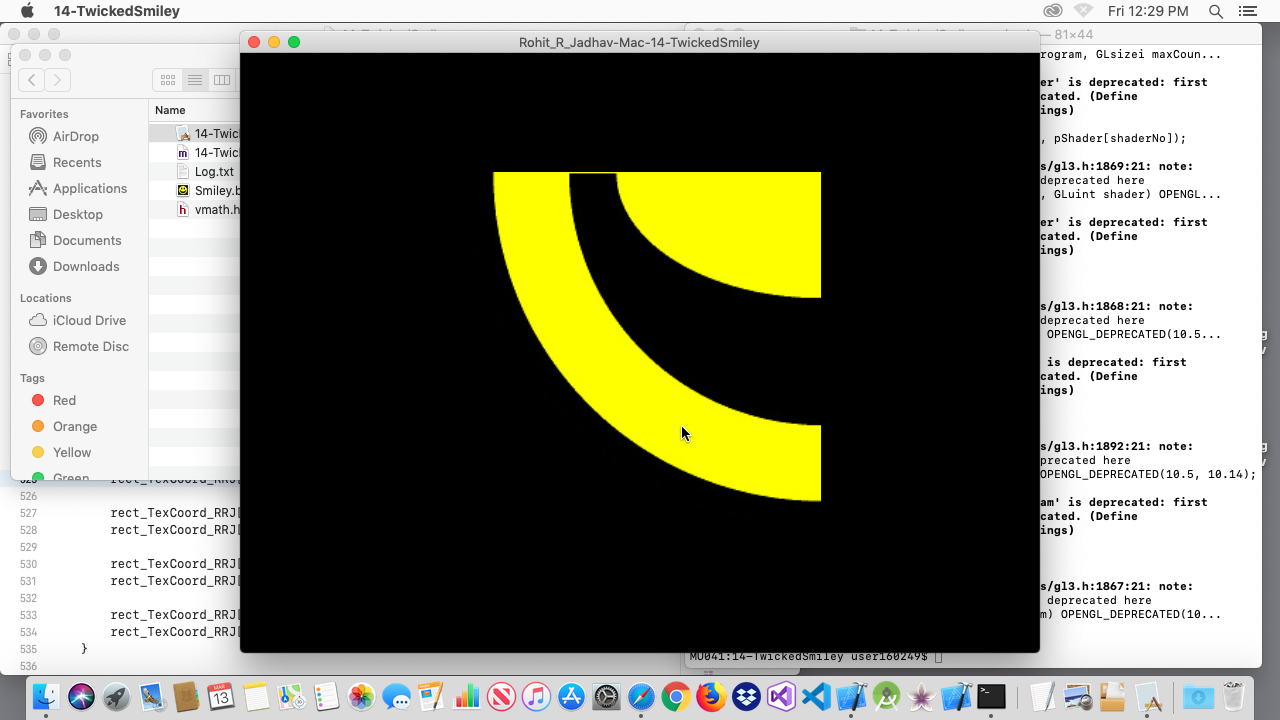 14-TwickedSmiley
Fri 12:29 PM
81×44
Rohit_R_Jadhav-Mac-14-TwickedSmiley
Name
Favorites
AirDrop
Recents
Applications
Desktop
Documents
Downloads
Locations
iCloud Drive
Remote Disc
Tags
Red
Orange
Yellow
Green
14-Twic
14-Twic
Log.txt
Smiley.b
vmath.h
526
527 rect_TexCoord_RRJ[
528 rect_TexCoord_RRJ[
529
530 rect_TexCoord_RRJ[
531 rect_TexCoord_RRJ[
532
533 rect_TexCoord_RRJ[
534 rect_TexCoord_RRJ[
535 }
536
rogram, GLsizei maxCoun...
er' is deprecated: first
cated. (Define
ings)
, pShader[shaderNo]);
s/gl3.h:1869:21: note:
deprecated here
, GLuint shader) OPENGL...
er' is deprecated: first
cated. (Define
ings)
s/gl3.h:1868:21: note:
deprecated here
OPENGL_DEPRECATED(10.5...
is deprecated: first
cated. (Define
ings)
s/gl3.h:1892:21: note:
precated here
OPENGL_DEPRECATED(10.5, 10.14);
am' is deprecated: first
cated. (Define
ings)
s/gl3.h:1867:21: note:
deprecated here
m) OPENGL_DEPRECATED(10...
MU041:14-TwickedSmiley user160249$
MAR
13